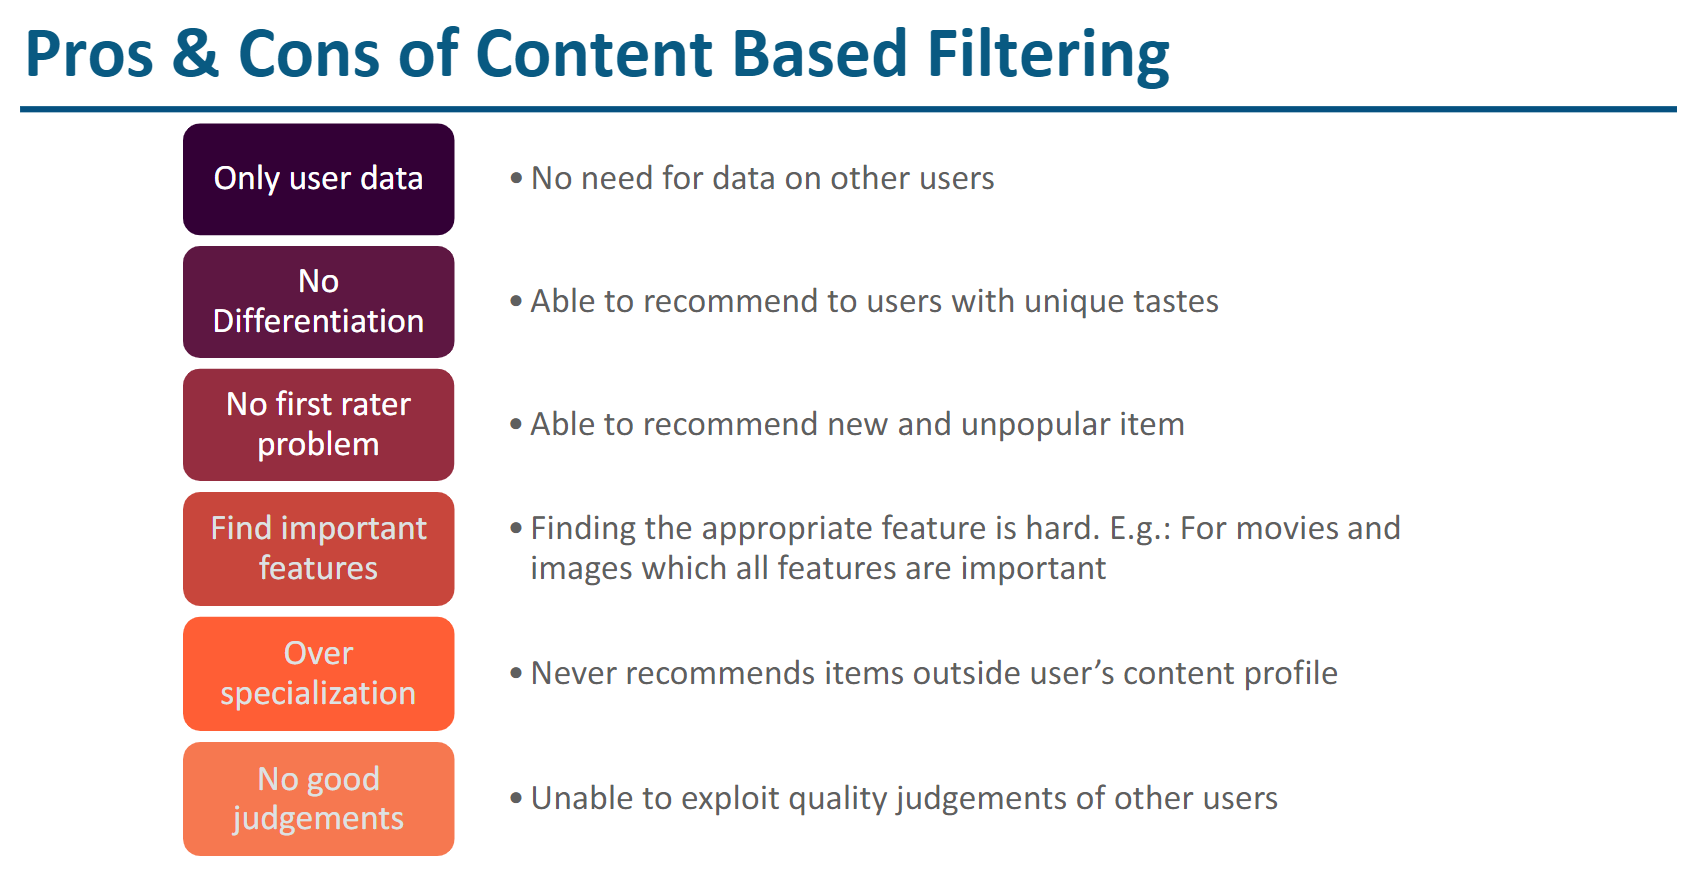 Pros & Cons of Content Based Filtering
Only user data
• No need for data on other users
No
Differentiation
• Able to recommend to users with unique tastes
No first rater
problem
• Able to recommend new and unpopular item
Find important
features
• Finding the appropriate feature is hard. E.g.: For movies and
images which all features are important
Over
specialization
• Never recommends items outside user’s content profile
No good
judgements
• Unable to exploit quality judgements of other users